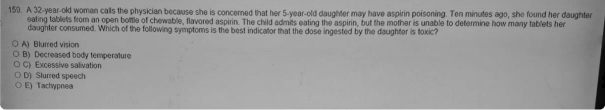 159. A 32-year-old woman calls the physician because she is concerned that her 5-year-old daughter may have aspirin poisoning. Ten minutes ago, she found her daughter
eating tablets from an open bottle of chewable, flavored aspirin. The child admits eating the aspirin, but the mother is unable to determine how many tablets her
daughter consumed. Which of the following symptoms is the best indicator that the dose ingested by the daughter is toxic?
A) Blurred vision
B) Decreased body temperature
C) Excessive salivation
D) Slurred speech
E) Tachypnea